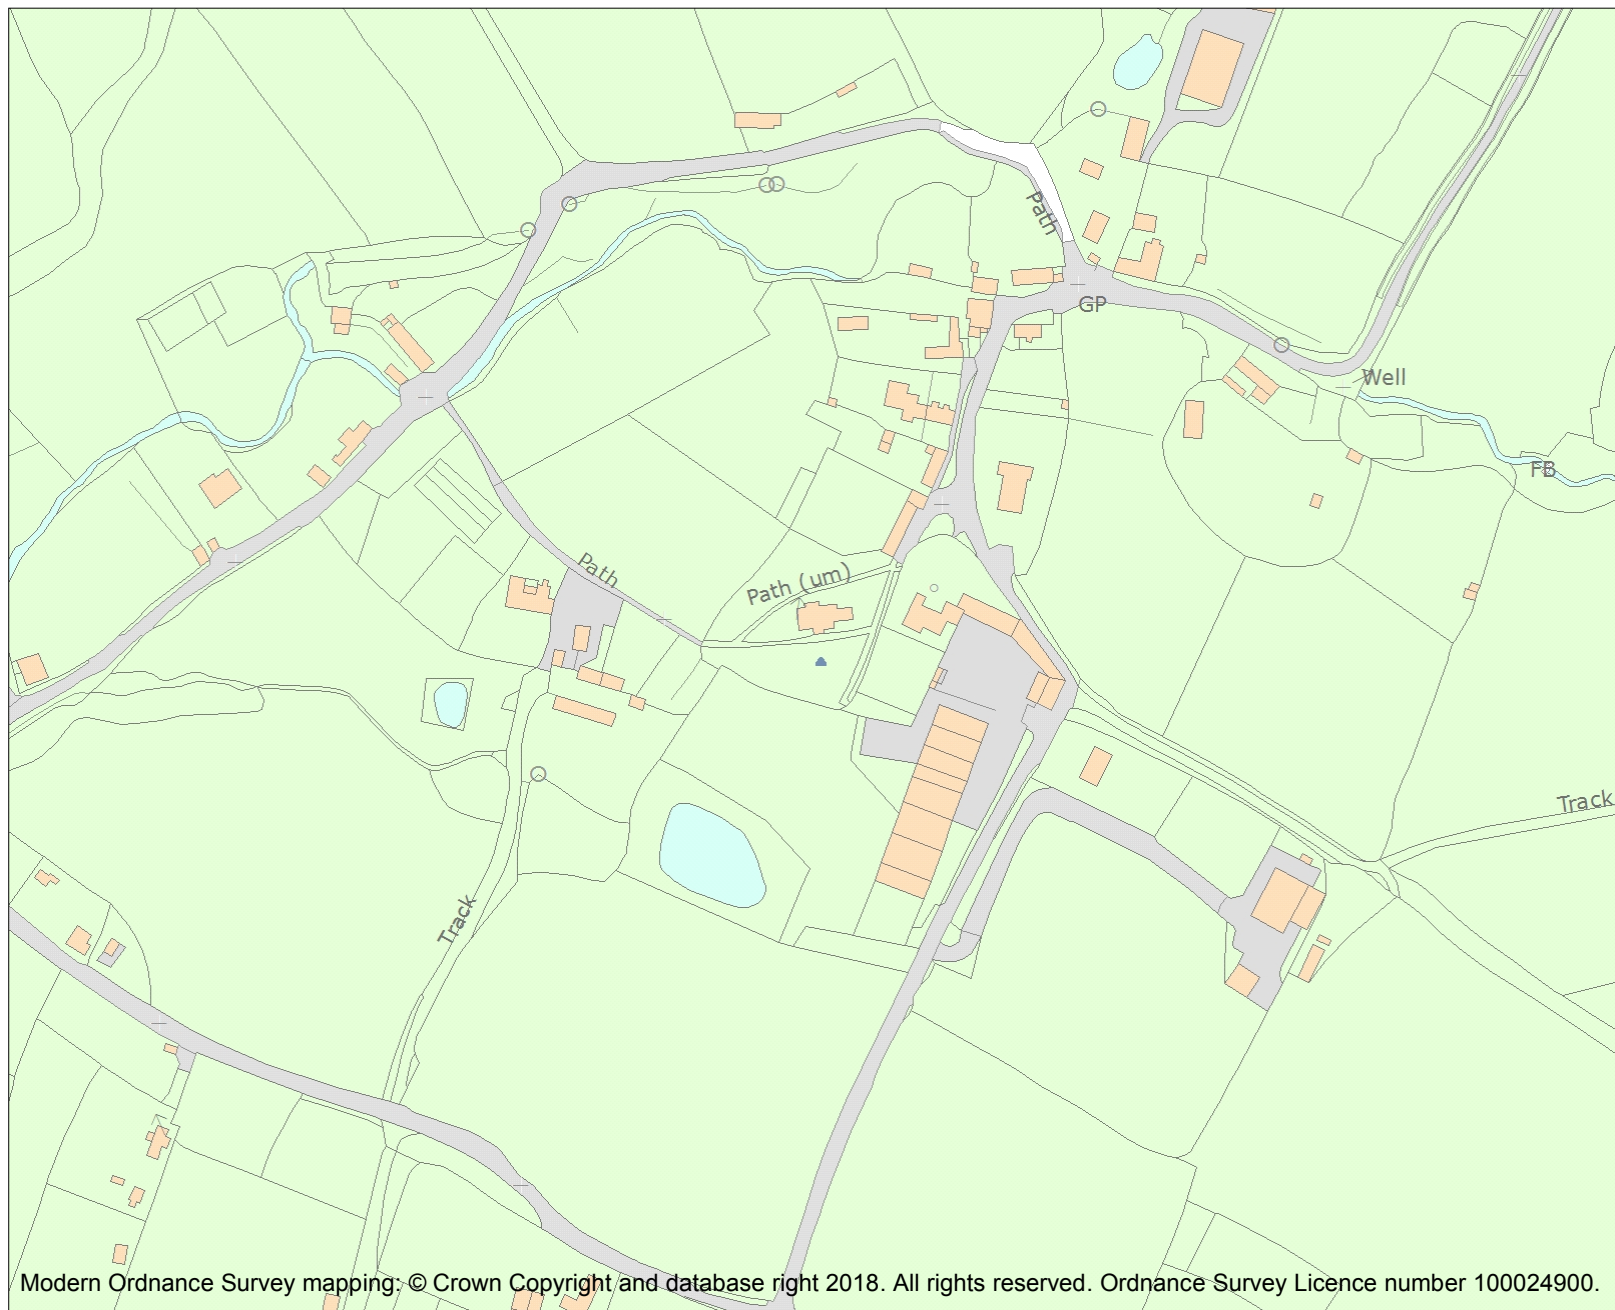 Path
GP
Well
FB
Path
Path (um)
Track
Track
Modern Ordnance Survey mapping: © Crown Copyright and database right 2018. All rights reserved. Ordnance Survey Licence number 100024900.